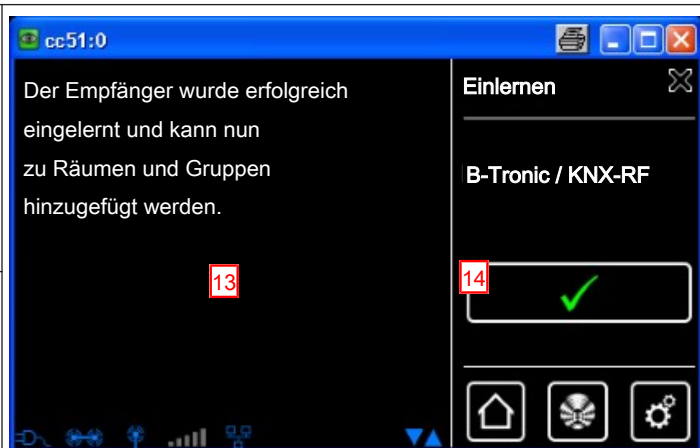 cc51:0
Der Empfänger wurde erfolgreich
eingelernt und kann nun
zu Räumen und Gruppen
hinzugefügt werden.
13
Einlernen
B-Tronic / KNX-RF
14